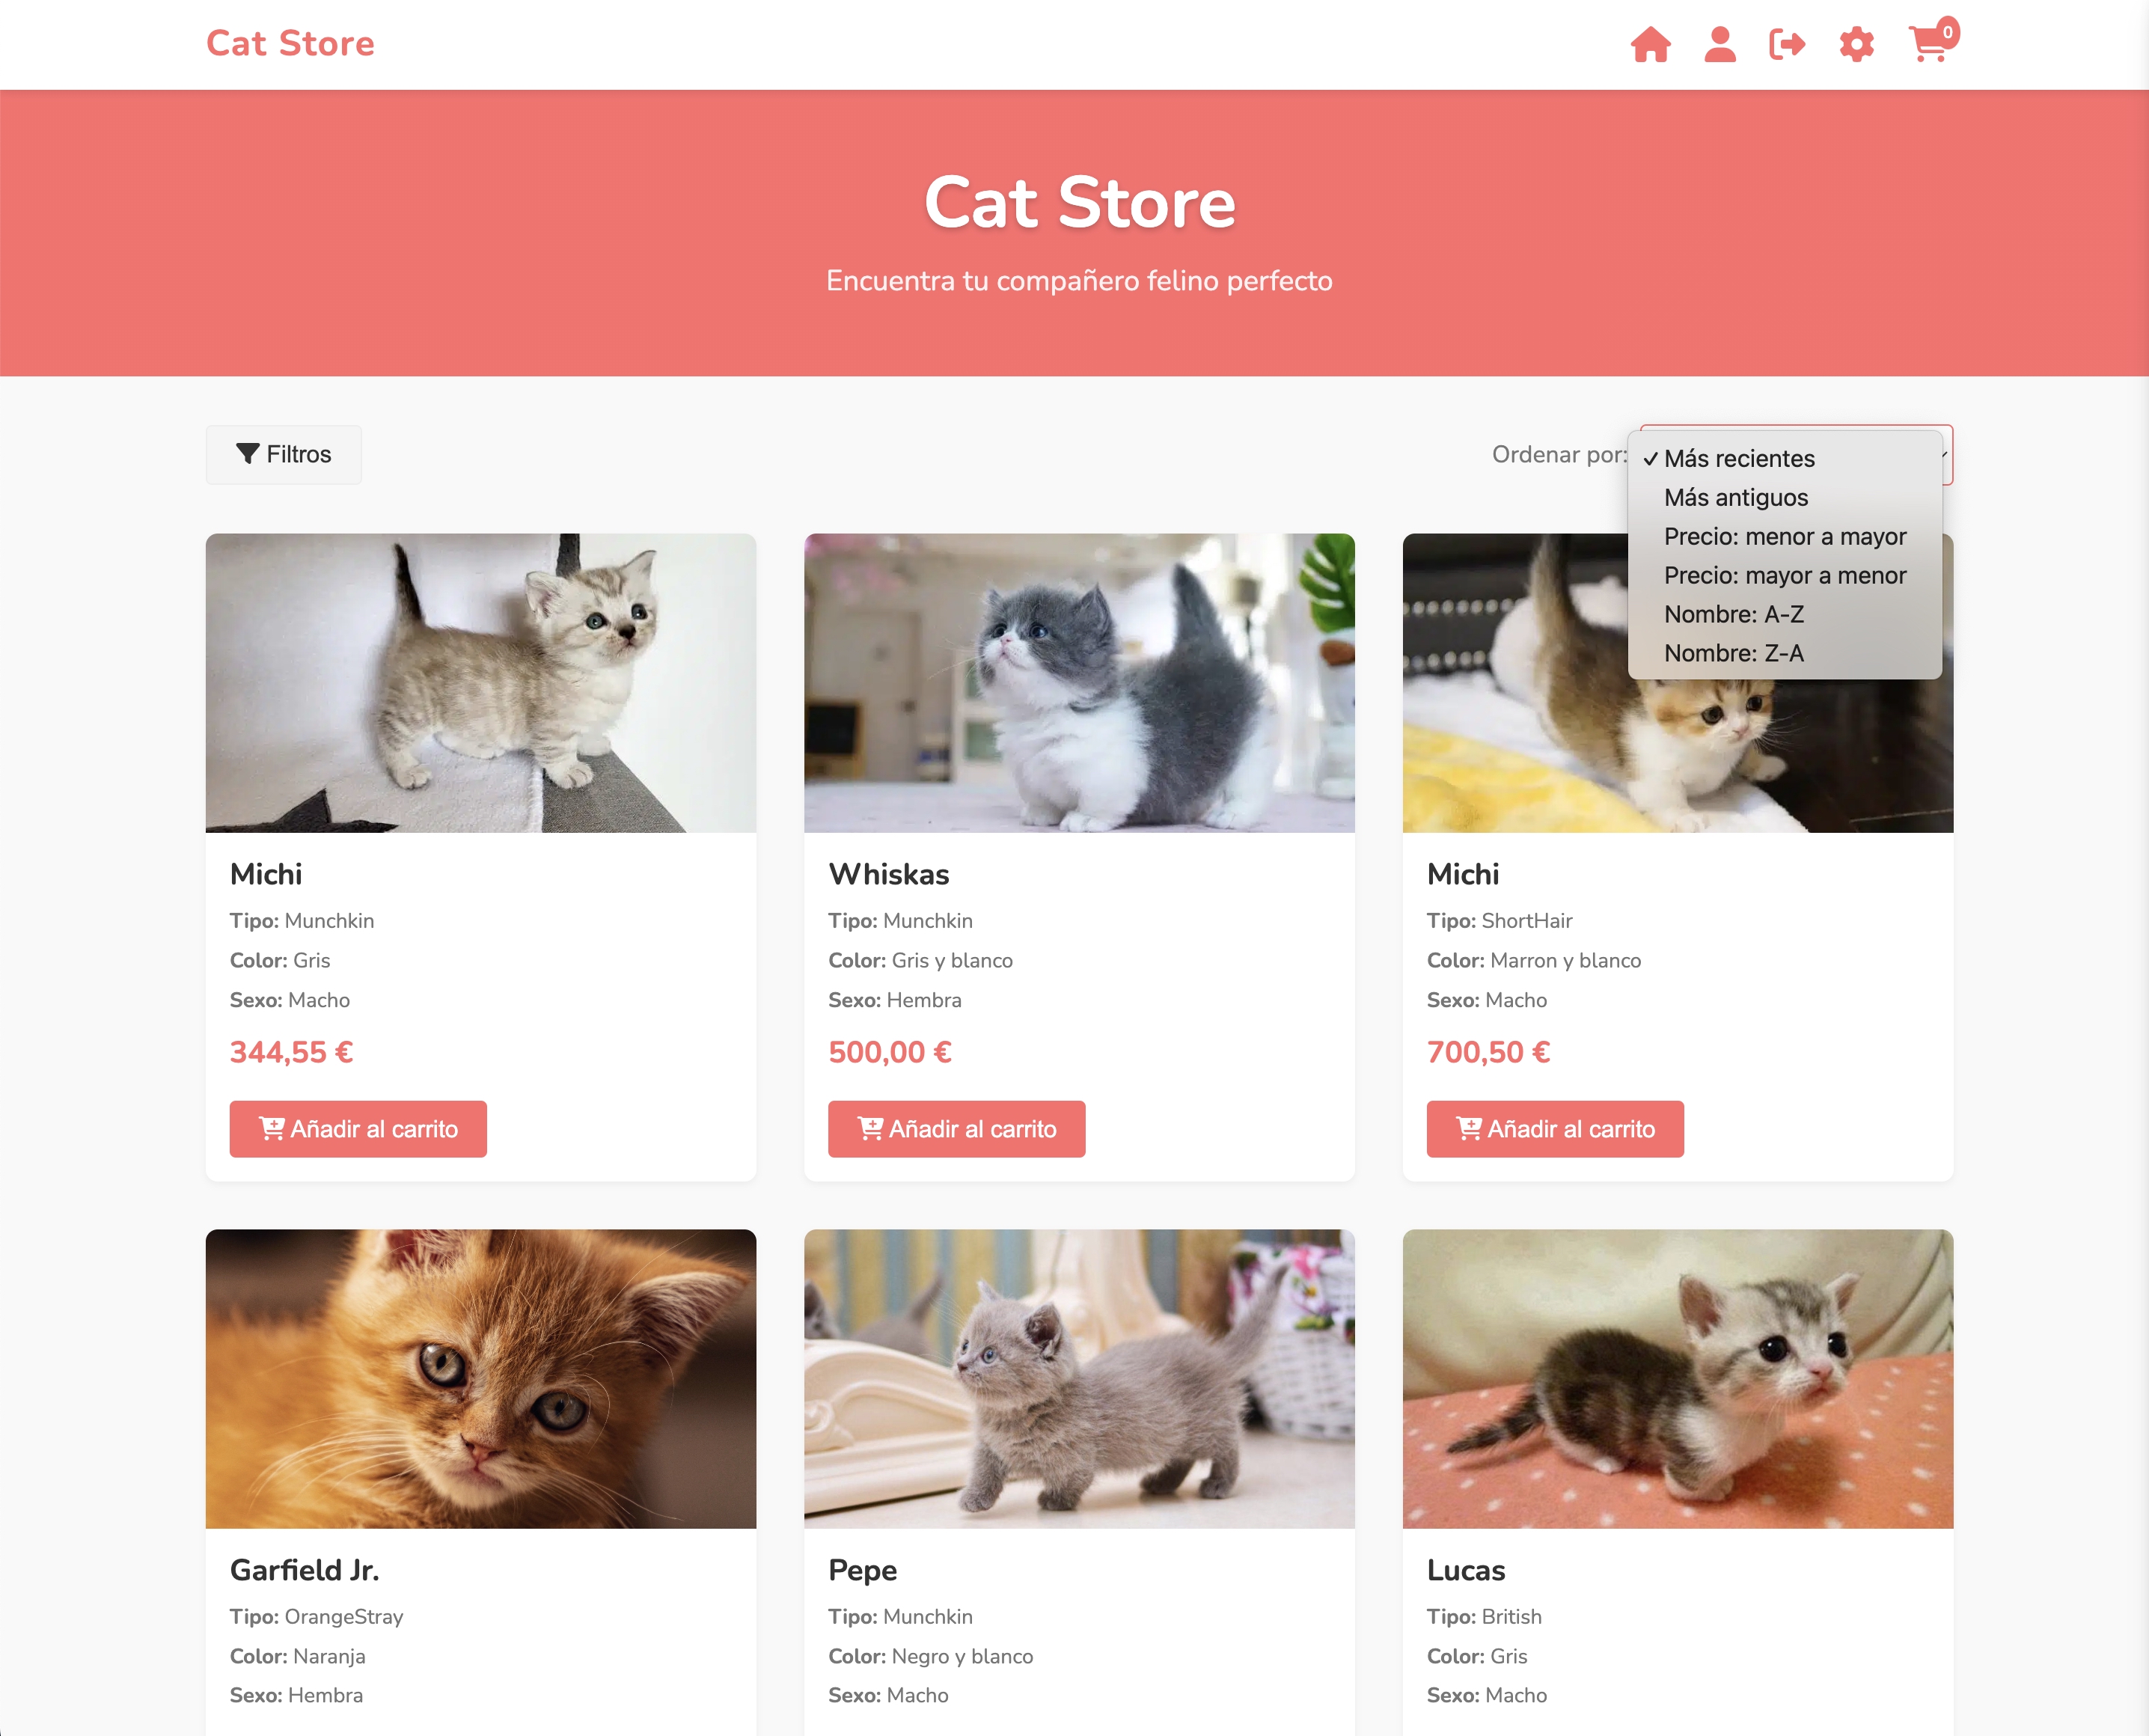 Cat Store
0
Cat Store
Encuentra tu compañero felino perfecto
Filtros
Ordenar por:
✓ Más recientes
Más antiguos
Precio: menor a mayor
Precio: mayor a menor
Nombre: A-Z
Nombre: Z-A
Michi
Tipo: Munchkin
Color: Gris
Sexo: Macho
344,55 €
Añadir al carrito
Whiskas
Tipo: Munchkin
Color: Gris y blanco
Sexo: Hembra
500,00 €
Añadir al carrito
Michi
Tipo: ShortHair
Color: Marron y blanco
Sexo: Macho
700,50 €
Añadir al carrito
Garfield Jr.
Tipo: OrangeStray
Color: Naranja
Sexo: Hembra
Pepe
Tipo: Munchkin
Color: Negro y blanco
Sexo: Macho
Lucas
Tipo: British
Color: Gris
Sexo: Macho